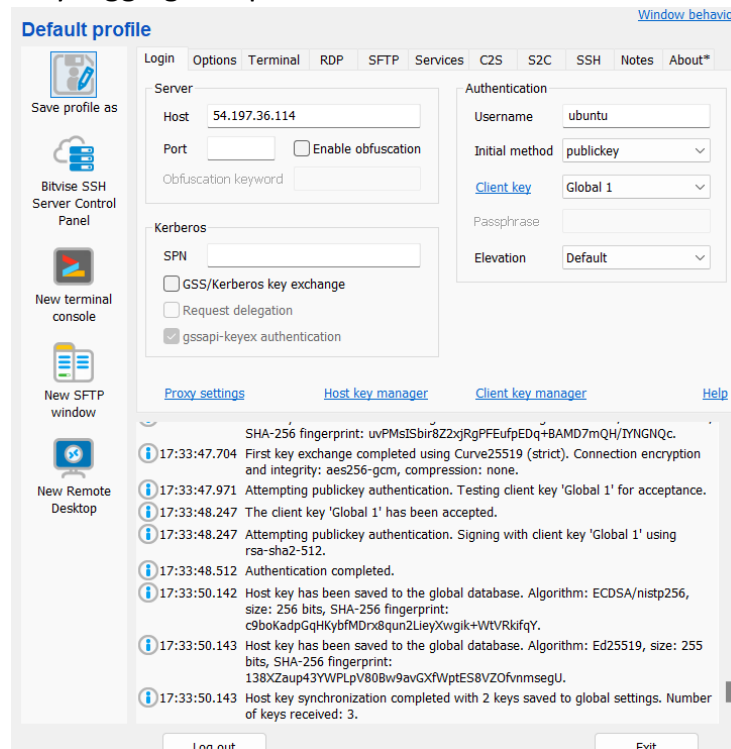 Window behavio
Default profile
Save profile as
Bitvise SSH
Server Control
Panel
New terminal
console
New SFTP
window
New Remote
Desktop
Login Options Terminal RDP SFTP Services C2S S2C SSH Notes About*
Server
Host 54.197.36.114
Port Enable obfuscation
Obfuscation keyword
Kerberos
SPN
GSS/Kerberos key exchange
Request delegation
gssapi-keyex authentication
Authentication
Username ubuntu
Initial method publickey
Client key Global 1
Passphrase
Elevation Default
Proxy settings Host key manager Client key manager Help
SHA-256 fingerprint: uvPMsISbir8Z2xjRgPFEufpEDq+BAMD7mQH/IYNGNQc.
17:33:47.704 First key exchange completed using Curve25519 (strict). Connection encryption
and integrity: aes256-gcm, compression: none.
17:33:47.971 Attempting publickey authentication. Testing client key 'Global 1' for acceptance.
17:33:48.247 The client key 'Global 1' has been accepted.
17:33:48.247 Attempting publickey authentication. Signing with client key 'Global 1' using
rsa-sha2-512.
17:33:48.512 Authentication completed.
17:33:50.142 Host key has been saved to the global database. Algorithm: ECDSA/nistp256,
size: 256 bits, SHA-256 fingerprint:
c9boKadpGqHKybfMDrx8qun2LieyXwgik+WtVRkifqY.
17:33:50.143 Host key has been saved to the global database. Algorithm: Ed25519, size: 255
bits, SHA-256 fingerprint:
138XZaup43YWPLpV80Bw9avGXfWptES8VZOfvnmsegU.
17:33:50.143 Host key synchronization completed with 2 keys saved to global settings. Number
of keys received: 3.
Log out Exit